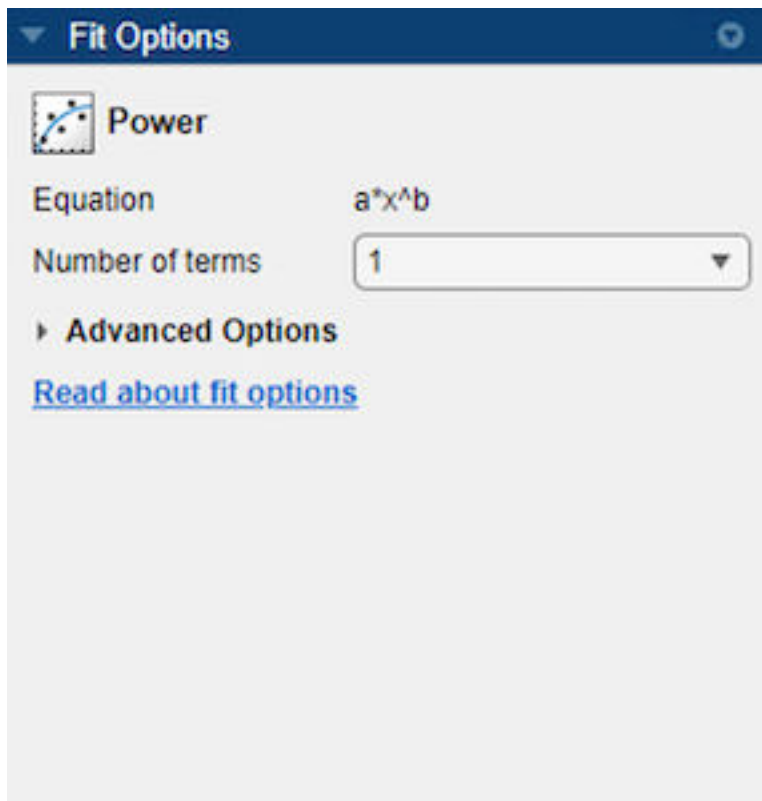 Fit Options
Power
Equation a*x^b
Number of terms 1
Advanced Options
Read about fit options